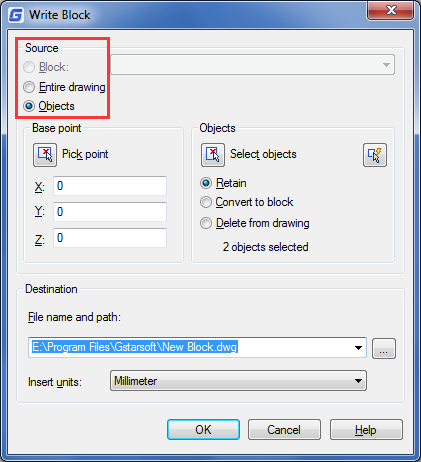 Write Block
Source
Block:
Entire drawing
Objects
Base point
Pick point
X: 0
Y: 0
Z: 0
Objects
Select objects
Retain
Convert to block
Delete from drawing
2 objects selected
Destination
File name and path:
E:\Program Files\Gstarsoft\New Block.dwg
...
Insert units: Millimeter
OK Cancel Help